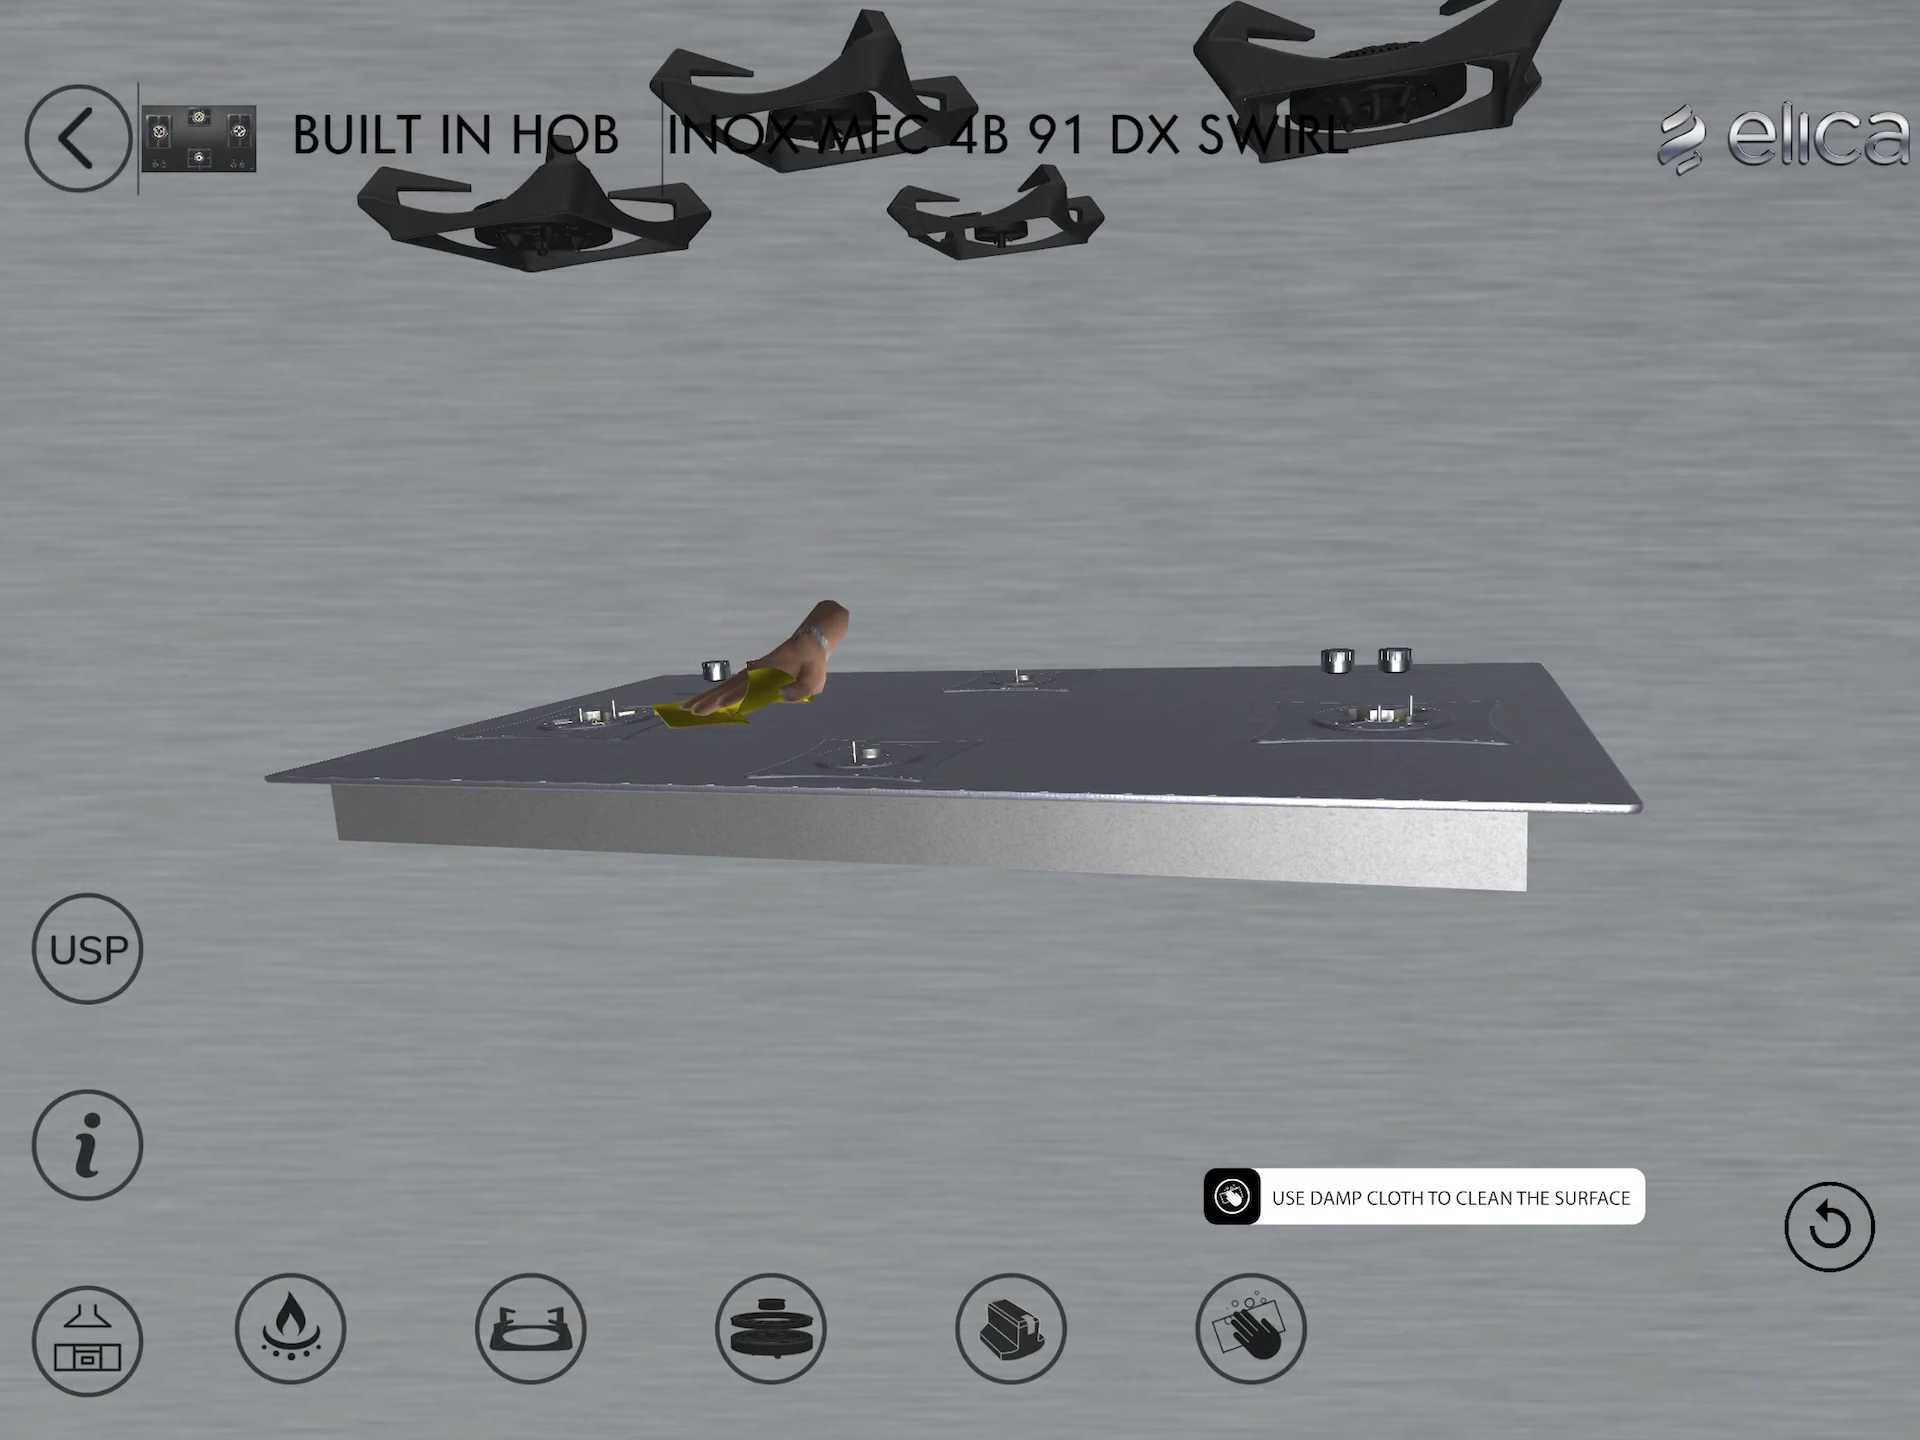 BUILT IN HOB INOX MFC 4B 91 DX SWIRL
elica
USP
i
USE DAMP CLOTH TO CLEAN THE SURFACE